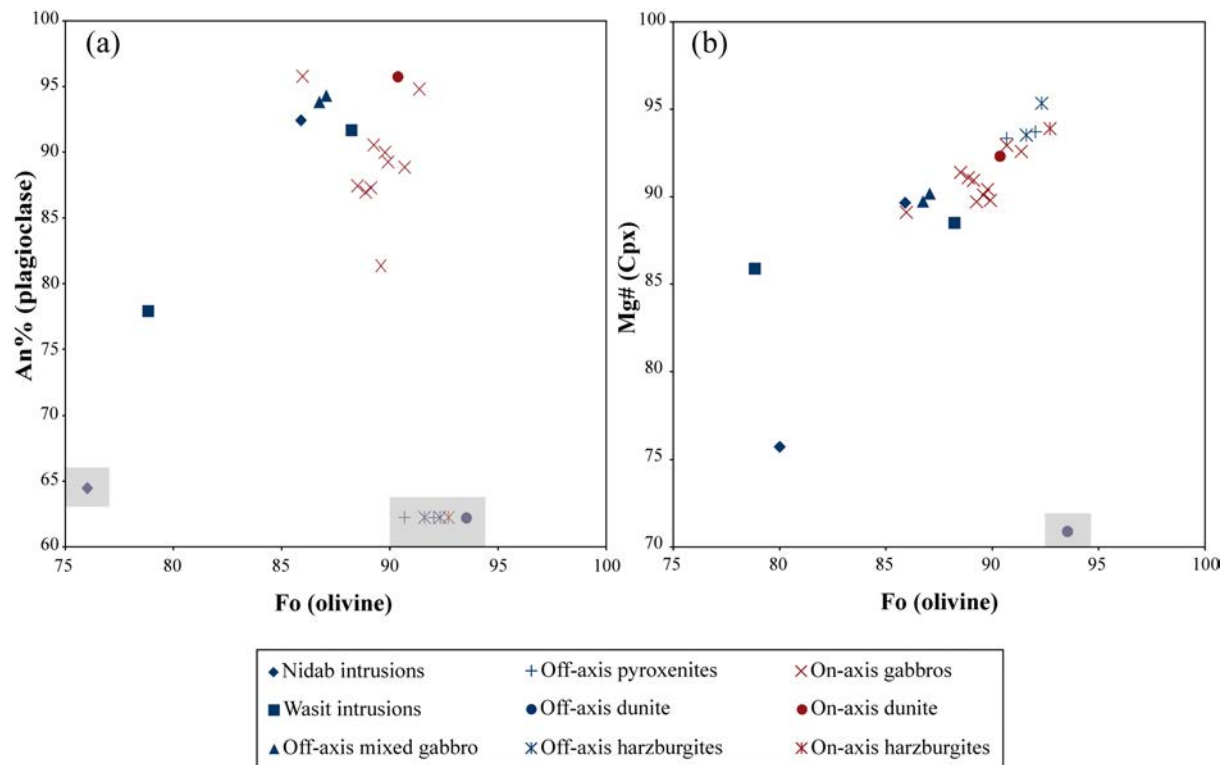 (a)
100
95
90
85
80
75
70
65
60
An% (plagioclase)
75 80 85 90 95 100
Fo (olivine)
(b)
100
95
90
85
80
75
70
Mg# (Cpx)
75 80 85 90 95 100
Fo (olivine)
Nidab intrusions Off-axis pyroxenites On-axis gabbros
Wasit intrusions Off-axis dunite On-axis dunite
Off-axis mixed gabbro Off-axis harzburgites On-axis harzburgites